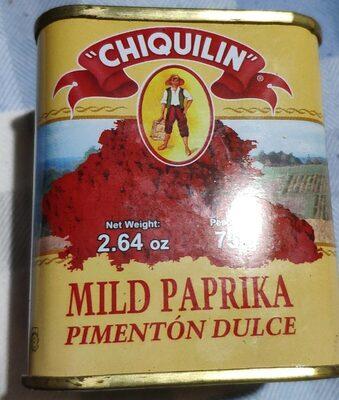 "CHIQUILIN"®
Net Weight:
2.64 oz
MILD PAPRIKA
PIMENTÓN DULCE